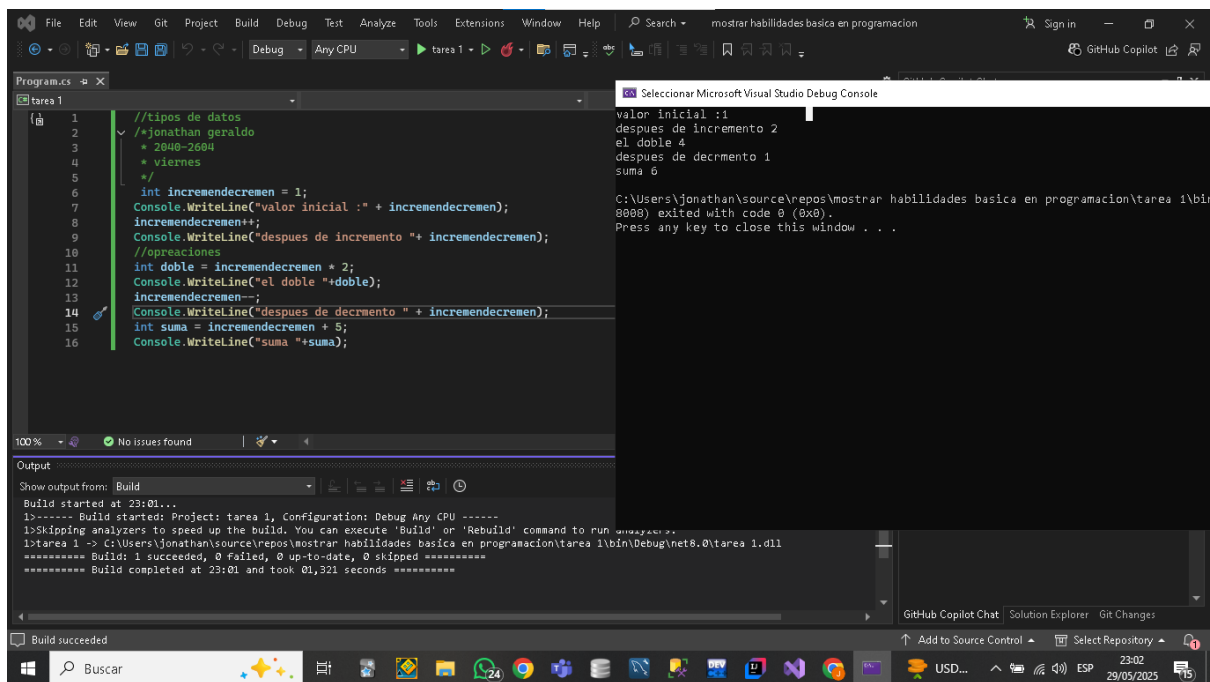 File Edit View Git Project Build Debug Test Analyze Tools Extensions Window Help Search mostrar habilidades basica en programacion Sign in
Debug Any CPU tarea 1 GitHub Copilot
Program.cs
tarea 1
1 //tipos de datos
2 /*jonathan geraldo
3 * 2040-2604
4 * viernes
5 */
6 int incremendecremen = 1;
7 Console.WriteLine("valor inicial :" + incremendecremen);
8 incremendecremen++;
9 Console.WriteLine("despues de incremento "+ incremendecremen);
10 //opreaciones
11 int doble = incremendecremen * 2;
12 Console.WriteLine("el doble "+doble);
13 incremendecremen--;
14 Console.WriteLine("despues de decrmento " + incremendecremen);
15 int suma = incremendecremen + 5;
16 Console.WriteLine("suma "+suma);
Seleccionar Microsoft Visual Studio Debug Console
valor inicial :1
despues de incremento 2
el doble 4
despues de decrmento 1
suma 6
C:\Users\jonathan\source\repos\mostrar habilidades basica en programacion\tarea 1\bi
8008) exited with code 0 (0x0).
Press any key to close this window . . .
100 % No issues found
Output
Show output from: Build
Build started at 23:01...
1>------ Build started: Project: tarea 1, Configuration: Debug Any CPU ------
1>Skipping analyzers to speed up the build. You can execute 'Build' or 'Rebuild' command to run analyzers.
1>tarea 1 -> C:\Users\jonathan\source\repos\mostrar habilidades basica en programacion\tarea 1\bin\Debug\net8.0\tarea 1.dll
========== Build: 1 succeeded, 0 failed, 0 up-to-date, 0 skipped ==========
========== Build completed at 23:01 and took 01,321 seconds ==========
GitHub Copilot Chat Solution Explorer Git Changes
Build succeeded Add to Source Control Select Repository 1
Buscar 24 DEV USD... ESP 23:02
29/05/2025 15